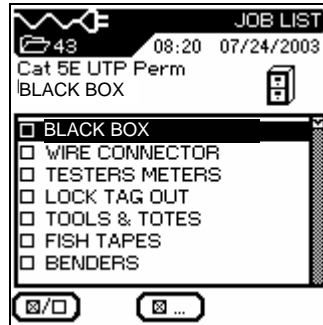 JOB LIST
43 08:20 07/24/2003
Cat 5E UTP Perm
BLACK BOX
BLACK BOX
WIRE CONNECTOR
TESTERS METERS
LOCK TAG OUT
TOOLS & TOTES
FISH TAPES
BENDERS
...